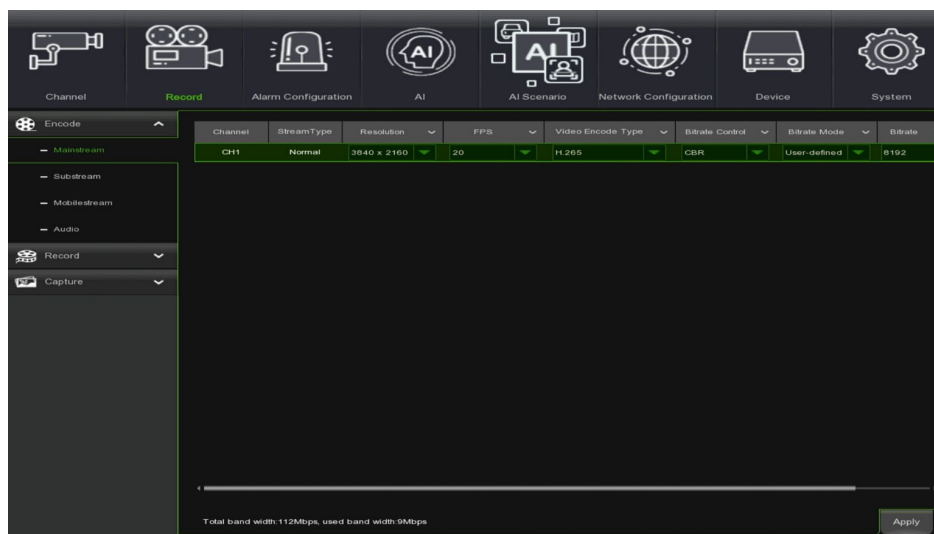 AI
AI
Channel Record Alarm Configuration AI AI Scenario Network Configuration Device System
Encode
Channel StreamType Resolution FPS Video Encode Type Bitrate Control Bitrate Mode Bitrate
Mainstream
CH1 Normal 3840 x 2160 20 H.265 CBR User-defined 8192
Substream
Mobilestream
Audio
Record
Capture
Total band width:112Mbps, used band width:9Mbps
Apply